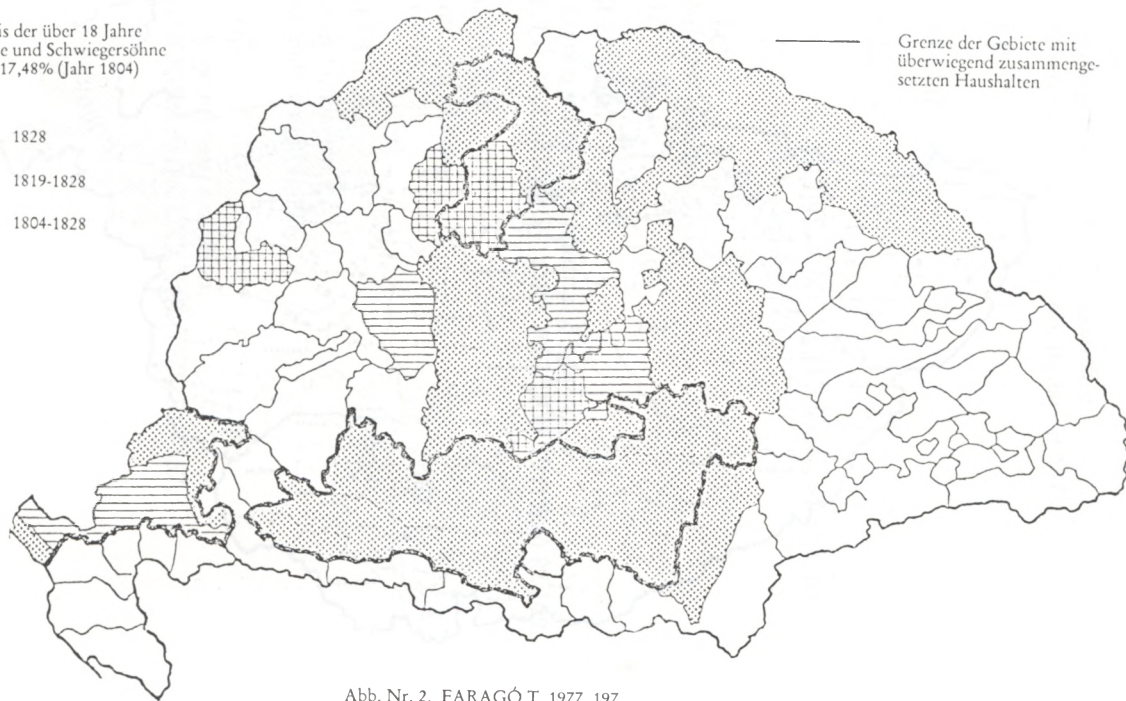 is der über 18 Jahre
e und Schwiegersöhne
17,48% (Jahr 1804)
1828
1819-1828
1804-1828
Grenze der Gebiete mit
überwiegend zusammenge-
setzten Haushalten
Abb. Nr. 2. FARAGÓ T. 1977. 197.